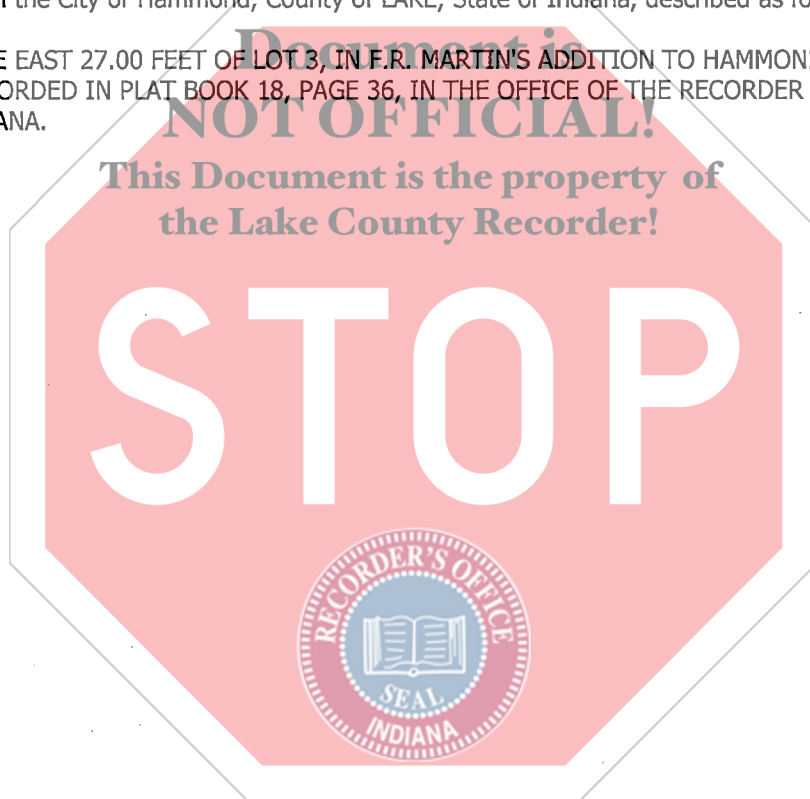 the City of Hammond, County of LAKE, State of Indiana, described as fo
Document is
E EAST 27.00 FEET OF LOT 3, IN F.R. MARTIN'S ADDITION TO HAMMON
ORDED IN PLAT BOOK 18, PAGE 36, IN THE OFFICE OF THE RECORDER
ANA.
NOT OFFICIAL!
This Document is the property of
the Lake County Recorder!
STOP
RECORDER'S OFFICE
SEAL
INDIANA